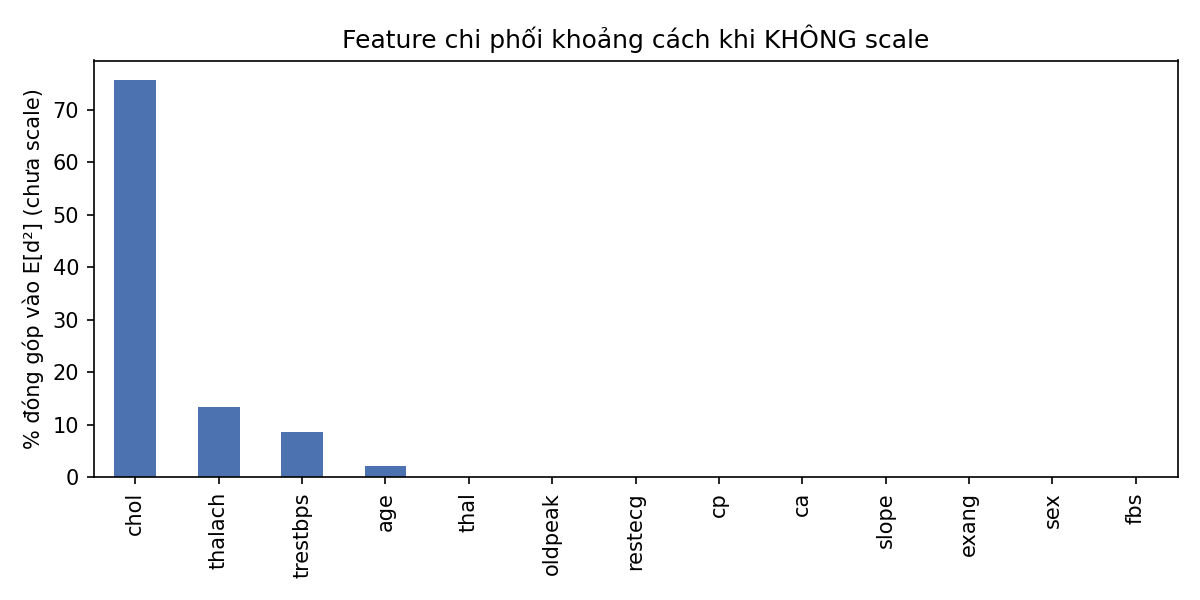 Feature chi phối khoảng cách khi KHÔNG scale
% đóng góp vào E[d²] (chưa scale)
70
60
50
40
30
20
10
0
chol
thalach
trestbps
age
thal
oldpeak
restecg
cp
ca
slope
exang
sex
fbs